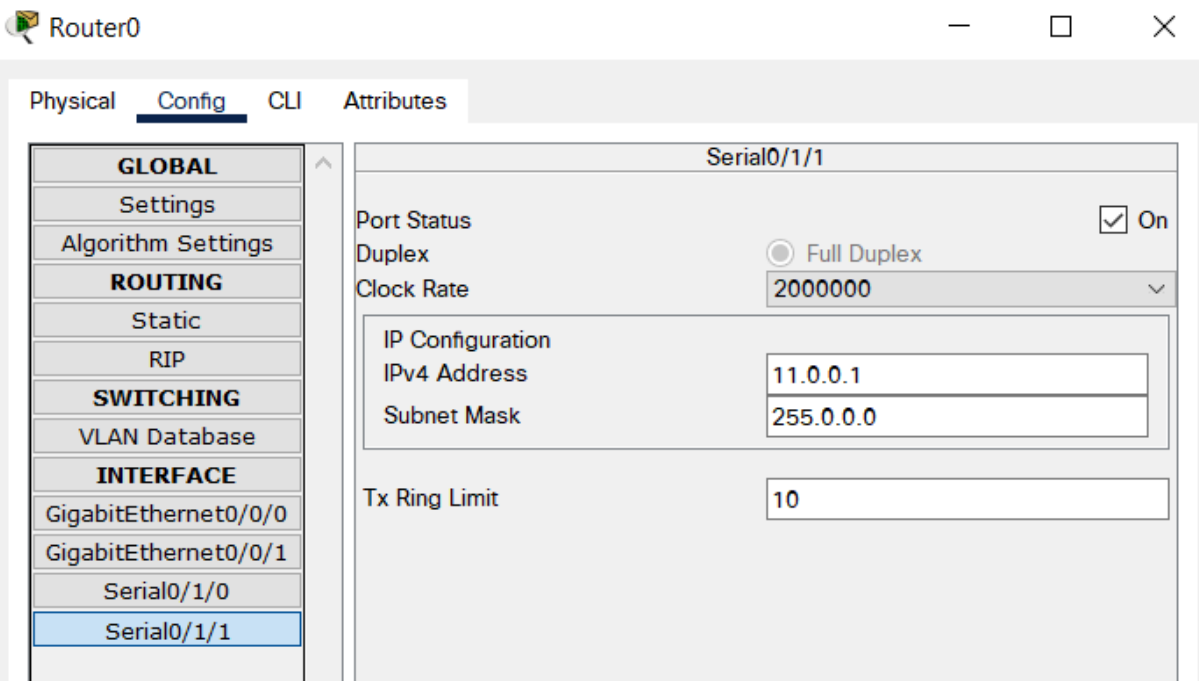 Router0
Physical Config CLI Attributes
GLOBAL
Settings
Algorithm Settings
ROUTING
Static
RIP
SWITCHING
VLAN Database
INTERFACE
GigabitEthernet0/0/0
GigabitEthernet0/0/1
Serial0/1/0
Serial0/1/1
Serial0/1/1
Port Status On
Duplex Full Duplex
Clock Rate 2000000
IP Configuration
IPv4 Address 11.0.0.1
Subnet Mask 255.0.0.0
Tx Ring Limit 10